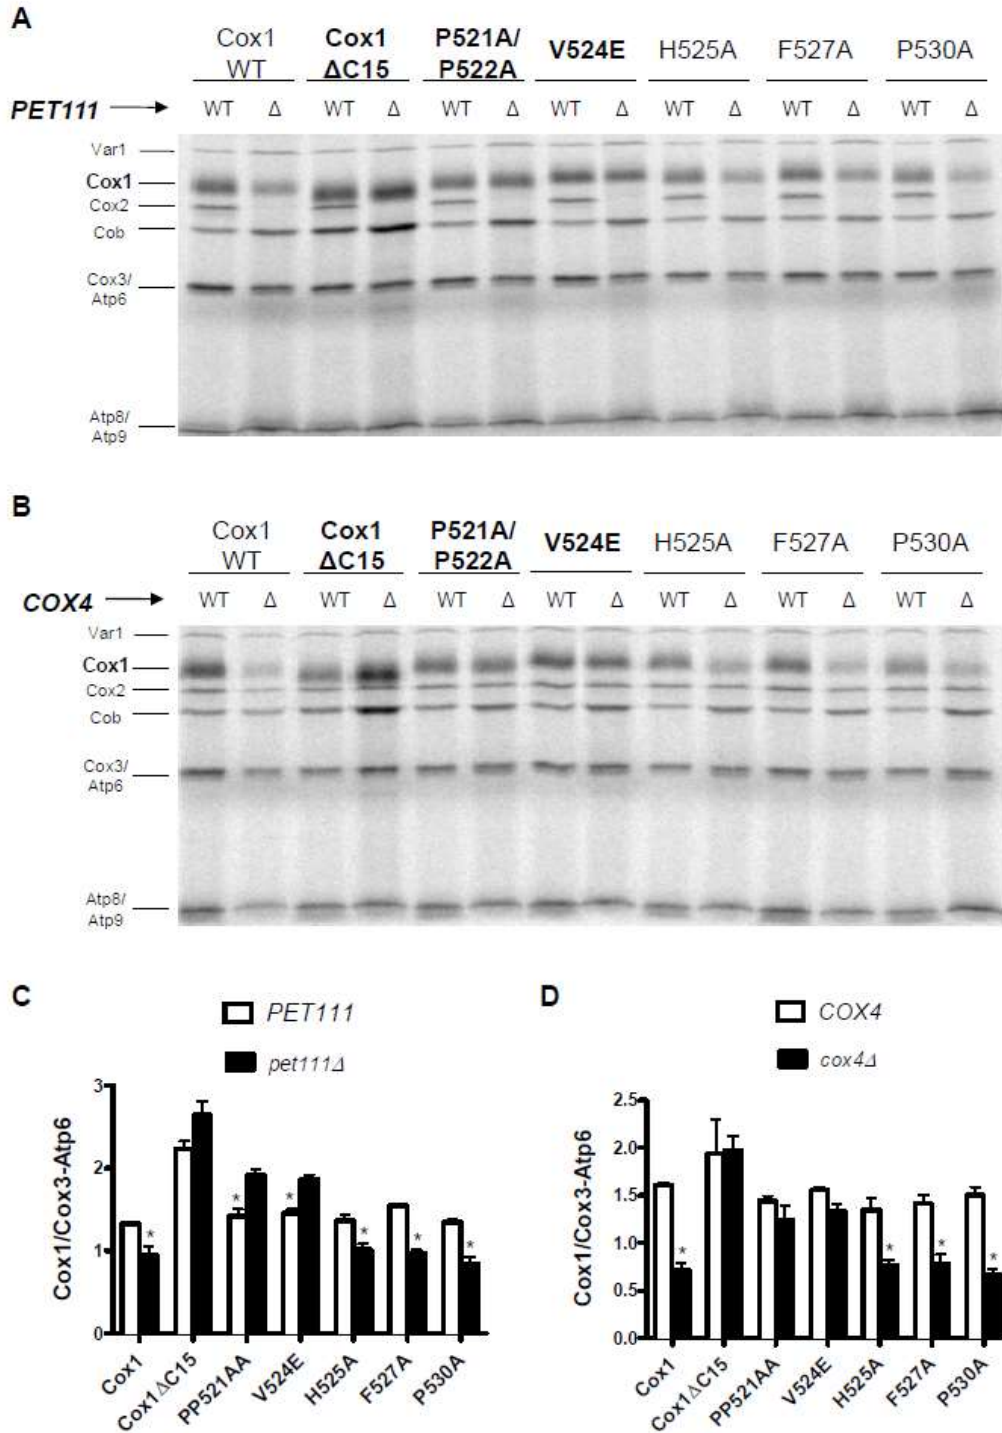 A
Cox1 WT
Cox1 ΔC15
P521A/ P522A
V524E
H525A
F527A
P530A
PET111
WT Δ WT Δ WT Δ WT Δ WT Δ WT Δ WT Δ
Var1
Cox1
Cox2
Cob
Cox3/
Atp6
Atp8/
Atp9
B
Cox1 WT
Cox1 ΔC15
P521A/ P522A
V524E
H525A
F527A
P530A
COX4
WT Δ WT Δ WT Δ WT Δ WT Δ WT Δ WT Δ
Var1
Cox1
Cox2
Cob
Cox3/
Atp6
Atp8/
Atp9
C
PET111
pet111Δ
Cox1/Cox3-Atp6
3
2
1
0
* * * * * *
Cox1
Cox1ΔC15
PP521AA
V524E
H525A
F527A
P530A
D
COX4
cox4Δ
Cox1/Cox3-Atp6
2.5
2.0
1.5
1.0
0.5
0.0
* * * *
Cox1
Cox1ΔC15
PP521AA
V524E
H525A
F527A
P530A